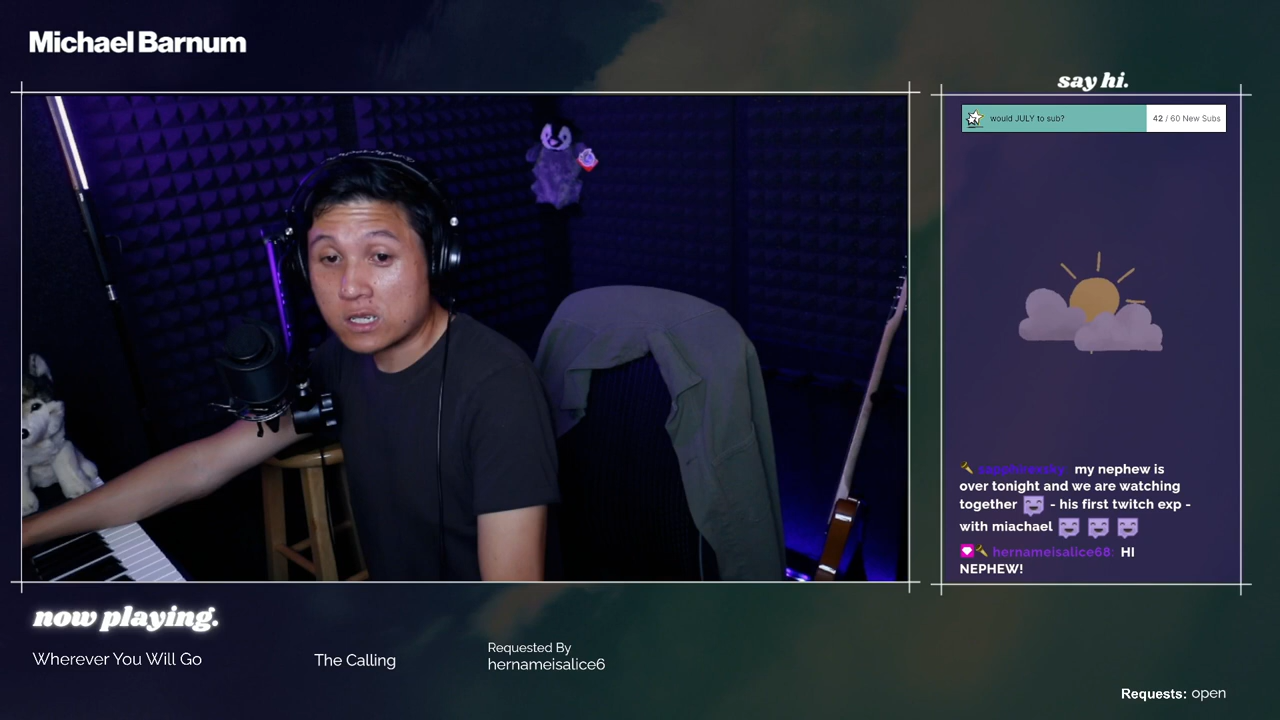 Michael Barnum
say hi.
would JULY to sub?
42 / 60 New Subs
sapphiresky my nephew is
over tonight and we are watching
together - his first twitch exp -
with miachael
hernameisalice68: HI
NEPHEW!
now playing.
Wherever You Will Go
The Calling
Requested By
hernameisalice6
Requests: open